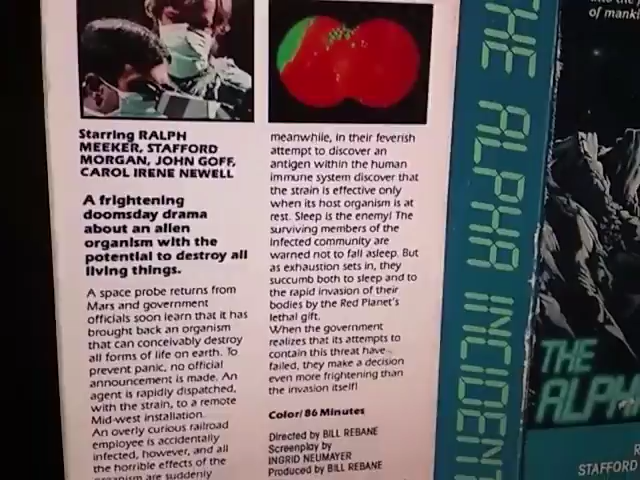 Starring RALPH
MEEKER, STAFFORD
MORGAN, JOHN GOFF,
CAROL IRENE NEWELL
A frightening
doomsday drama
about an alien
organism with the
potential to destroy all
living things.
A space probe returns from
Mars and government
officials soon learn that it has
brought back an organism
that can conceivably destroy
all forms of life on earth. To
prevent panic, no official
announcement is made. An
agent is rapidly dispatched,
with the strain, to a remote
Mid-west installation.
An overly curious railroad
employee is accidentally
infected, however, and all
the horrible effects of the
organism are suddenly
meanwhile, in their feverish
attempt to discover an
antigen within the human
immune system discover that
the strain is effective only
when its host organism is at
rest. Sleep is the enemy! The
surviving members of the
infected community are
warned not to fall asleep. But
as exhaustion sets in, they
succumb both to sleep and to
the rapid invasion of their
bodies by the Red Planet's
lethal gift.
When the government
realizes that its attempts to
contain this threat have
failed, they make a decision
even more frightening than
the invasion itself!
Color/86 Minutes
Directed by BILL REBANE
Screenplay by
INGRID NEUMAYER
Produced by BILL REBANE
THE ALPHA INCIDENT
of manki
THE
ALPH
R
STAFFORD